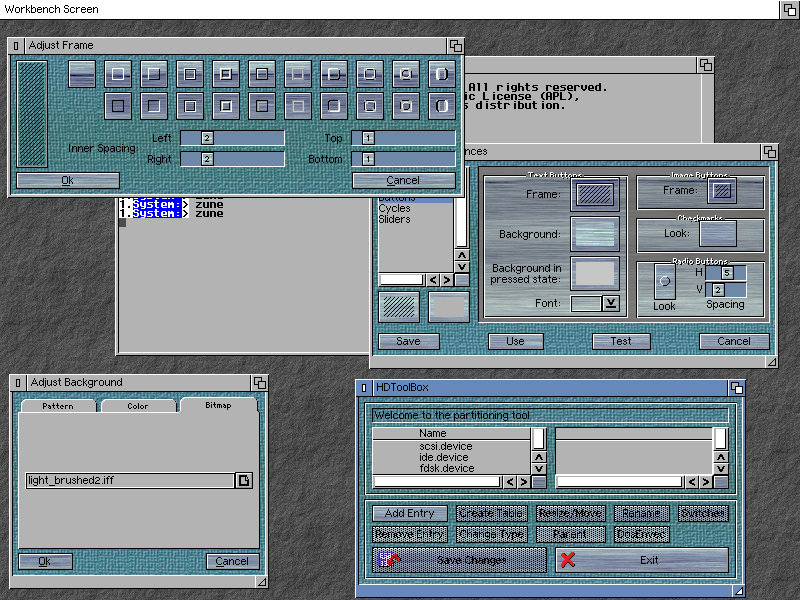 Workbench Screen
Adjust Frame
Left 2
Top 1
Inner Spacing:
Right 2
Bottom 1
Ok
Cancel
All rights reserved.
ic License (APL),
s distribution.
1.System:> zune
1.System:> zune
nces
Buttons
Cycles
Sliders
Text Buttons
Frame:
Background:
Background in
pressed state:
Font:
Image Buttons
Frame:
Checkmarks
Look:
Radio Buttons
H 5
V 2
Look
Spacing
Save
Use
Test
Cancel
Adjust Background
Pattern
Color
Bitmap
light_brushed2.iff
Ok
Cancel
HDToolBox
Welcome to the partitioning tool
Name
scsi.device
ide.device
fdsk.device
Add Entry
Create Table
Resize/Move
Rename
Switches
Remove Entry
Change Type
Parent
DosEnvec
Save Changes
Exit